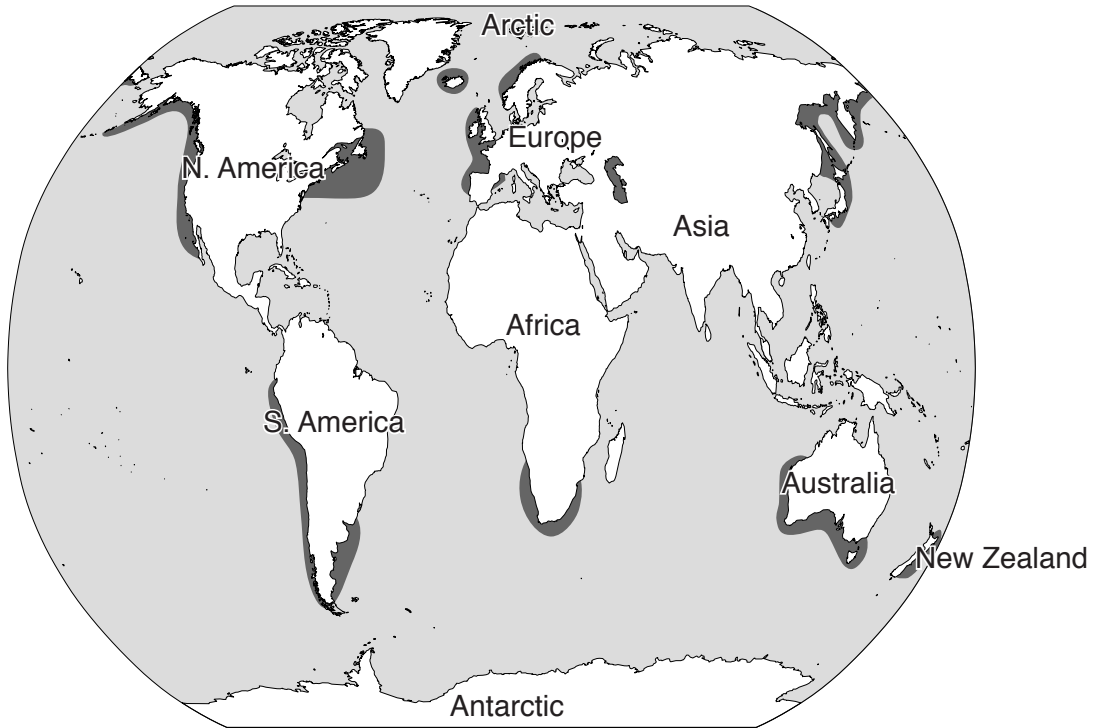 Arctic
Europe
N. America
Asia
Africa
S. America
Australia
New Zealand
Antarctic